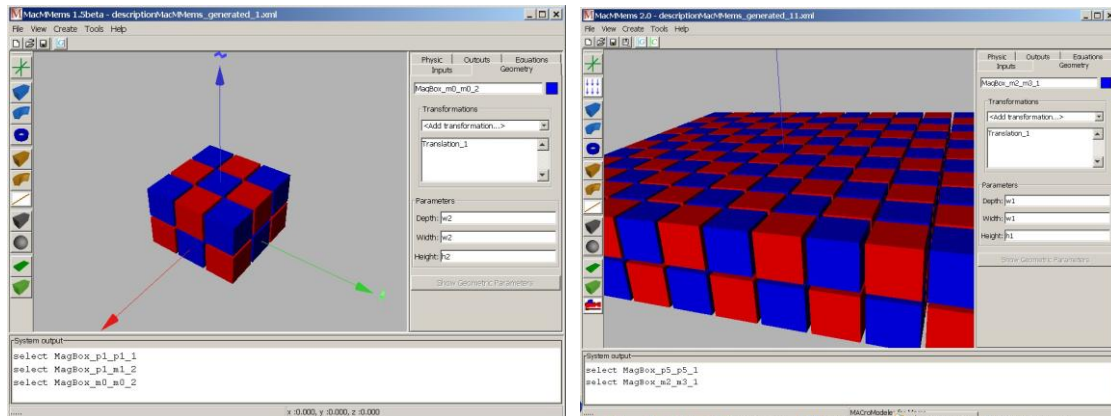 MacMMems 1.5beta - descriptionMacMMems_generated_1.xml
File View Create Tools Help
Physic Outputs Equations
Inputs Geometry
MagBox_m0_m0_2
Transformations
<Add transformation...>
Translation_1
Parameters
Depth: w2
Width: w2
Height: h2
Show Geometric Parameters
System output
select MagBox_p1_p1_1
select MagBox_p1_m1_2
select MagBox_m0_m0_2
x :0.000, y :0.000, z :0.000
MacMMems 2.0 - descriptionMacMMems_generated_11.xml
File View Create Tools Help
Physic Outputs Equations
Inputs Geometry
MagBox_m2_m3_1
Transformations
<Add transformation...>
Translation_1
Parameters
Depth: w1
Width: w1
Height: h1
Show Geometric Parameters
System output
select MagBox_p5_p5_1
select MagBox_m2_m3_1